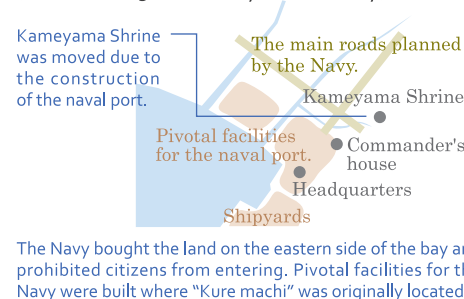 Kameyama Shrine
was moved due to
the construction
of the naval port.
The main roads planned
by the Navy.
Kameyama Shrine
Pivotal facilities
for the naval port.
Commander's
house
Headquarters
Shipyards
The Navy bought the land on the eastern side of the bay
prohibited citizens from entering. Pivotal facilities for
Navy were built where “Kure machi” was originally located